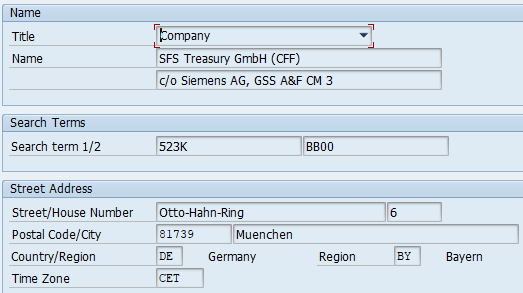 Name
Title Company
Name SFS Treasury GmbH (CFF)
c/o Siemens AG, GSS A&F CM 3
Search Terms
Search term 1/2 523K BB00
Street Address
Street/House Number Otto-Hahn-Ring 6
Postal Code/City 81739 Muenchen
Country/Region DE Germany Region BY Bayern
Time Zone CET